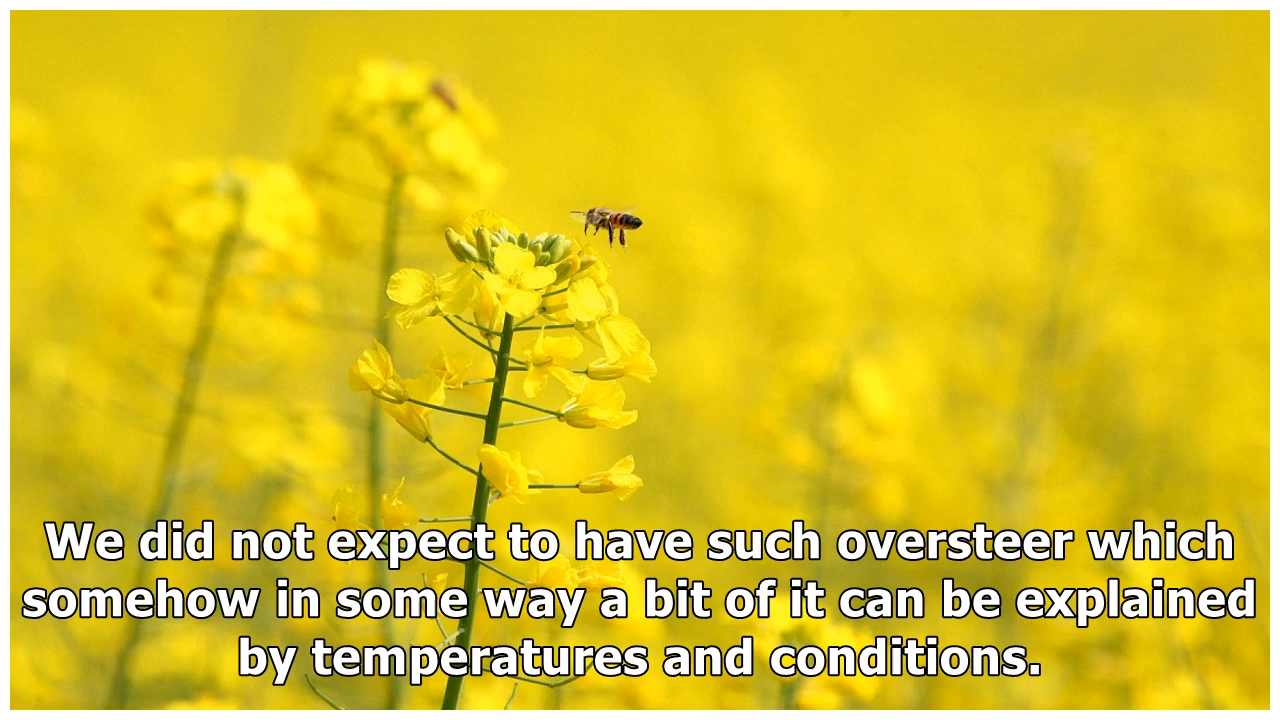 We did not expect to have such oversteer which
somehow in some way a bit of it can be explained
by temperatures and conditions.